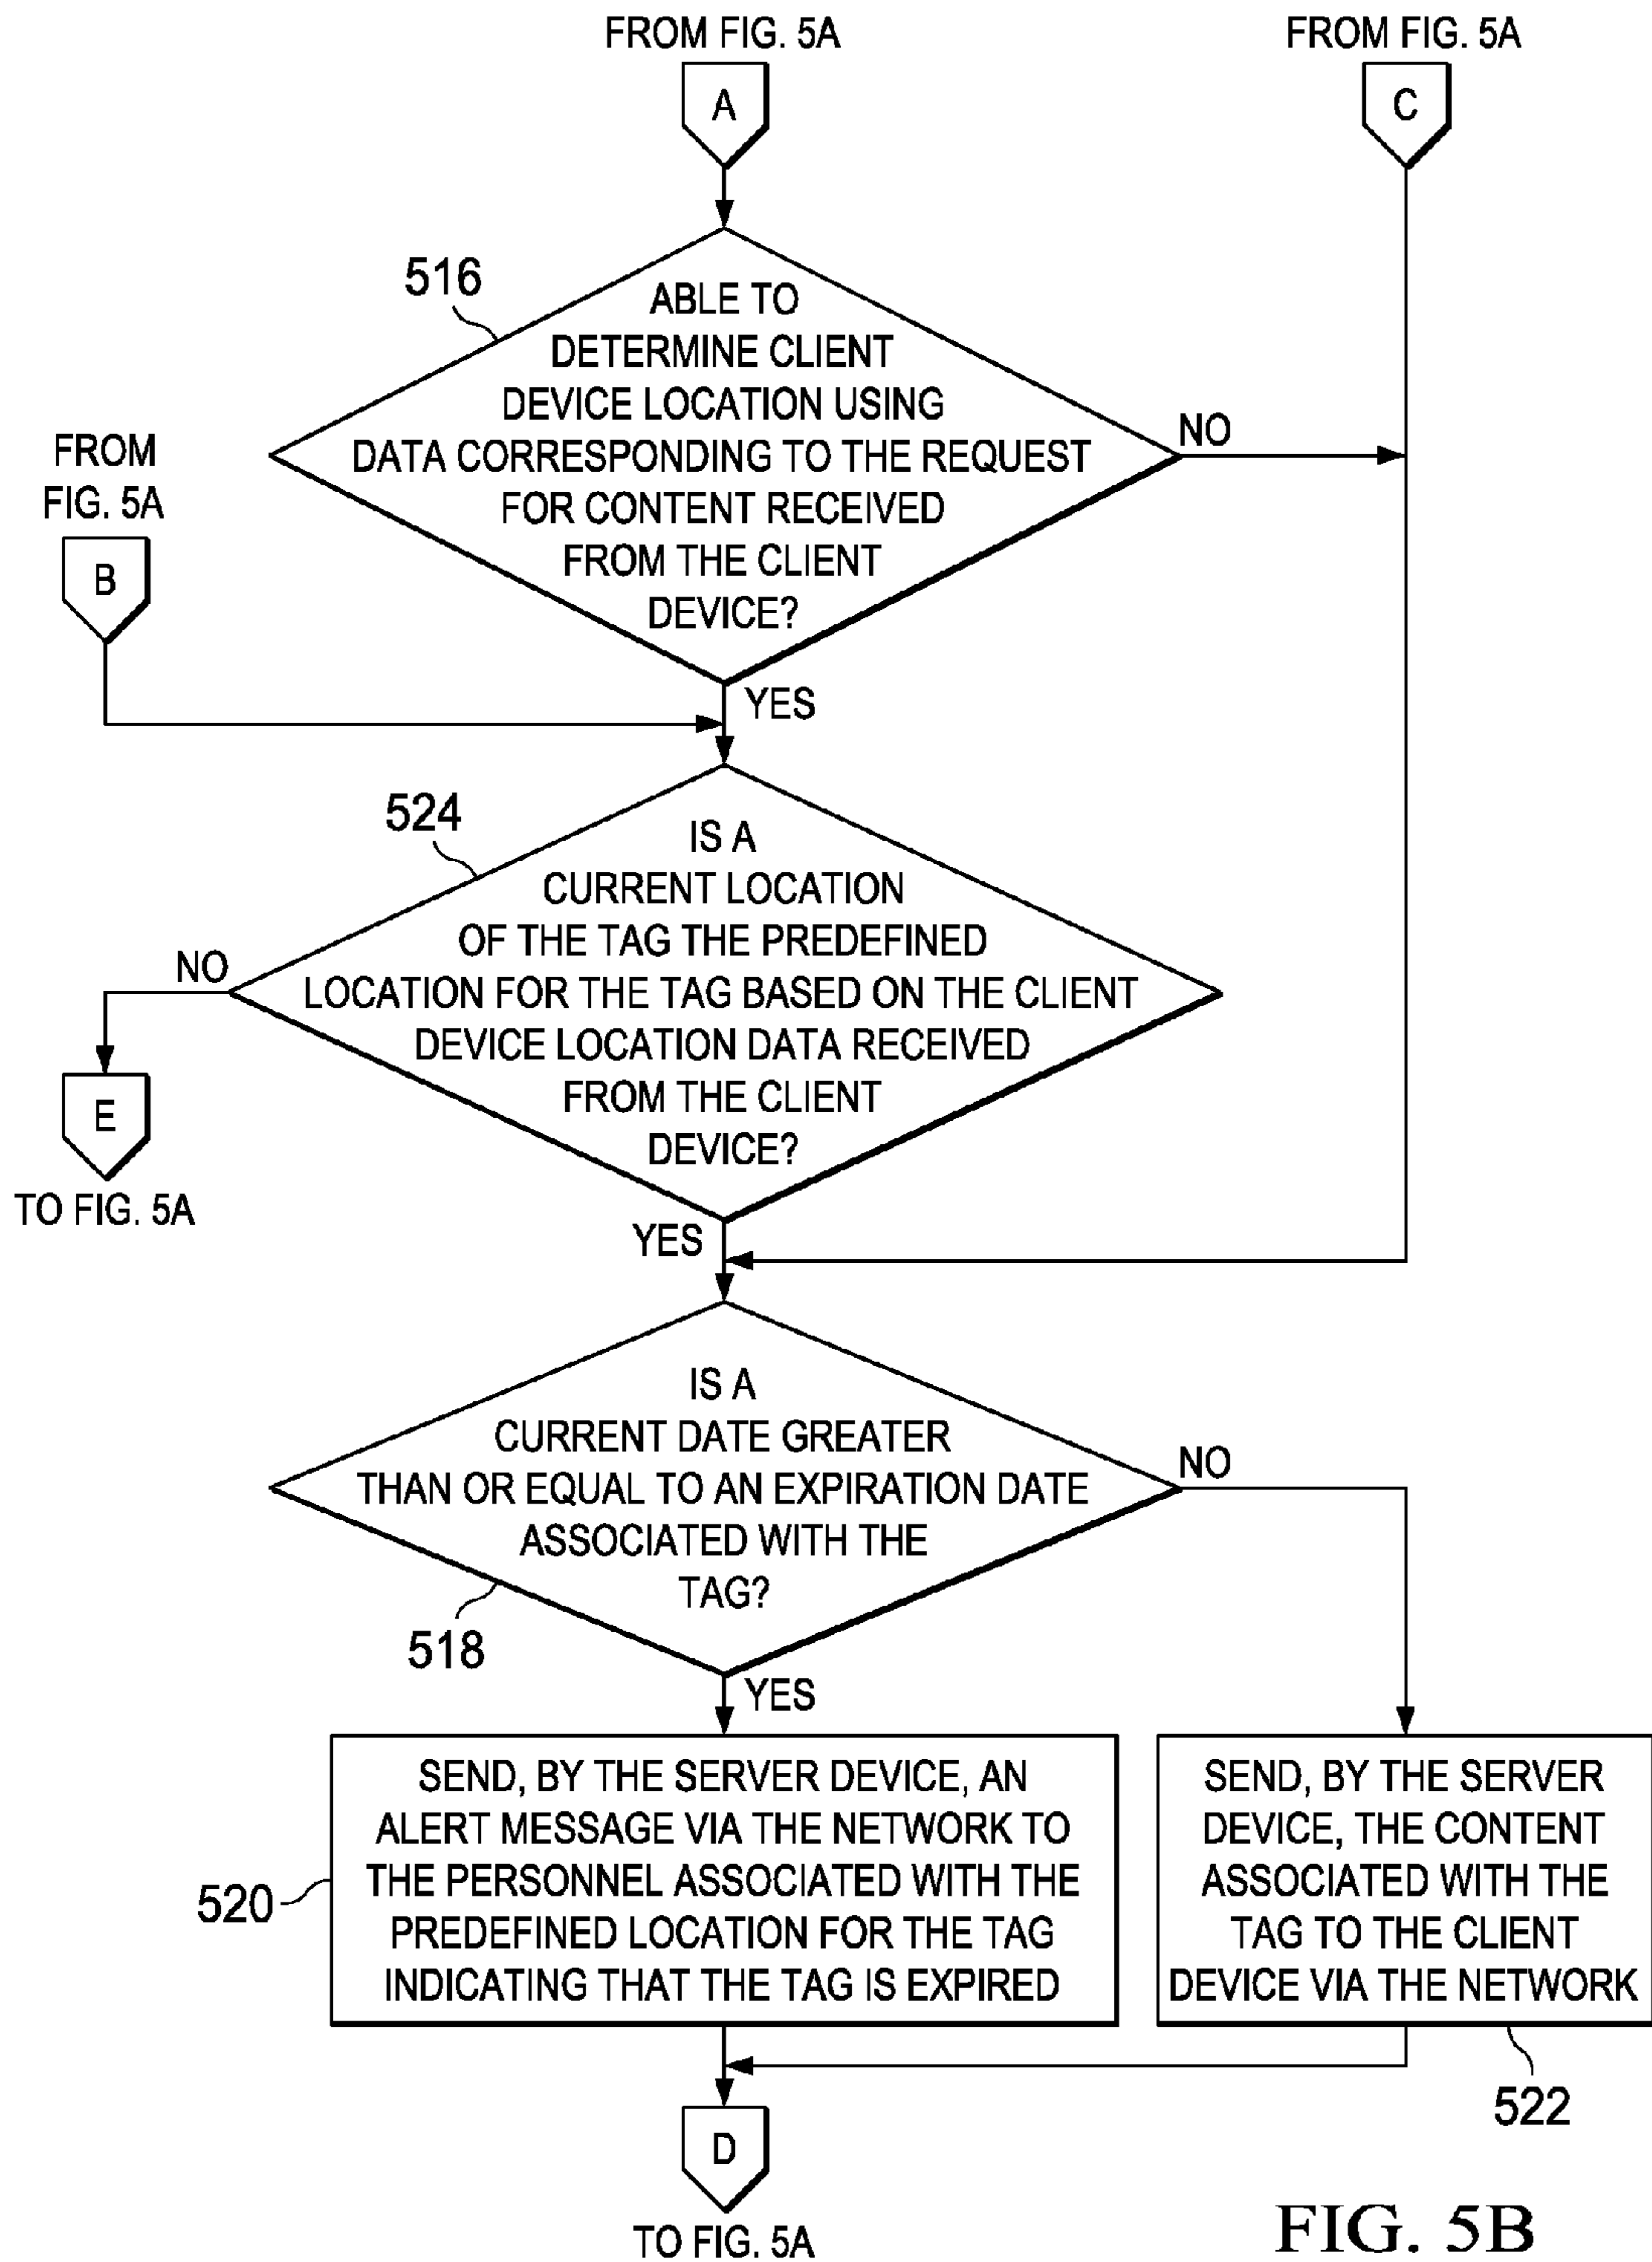 FROM FIG. 5A
A
FROM FIG. 5A
C
516
ABLE TO
DETERMINE CLIENT
DEVICE LOCATION USING
DATA CORRESPONDING TO THE REQUEST
FOR CONTENT RECEIVED
FROM THE CLIENT
DEVICE?
NO
FROM
FIG. 5A
B
YES
524
IS A
CURRENT LOCATION
OF THE TAG THE PREDEFINED
LOCATION FOR THE TAG BASED ON THE CLIENT
DEVICE LOCATION DATA RECEIVED
FROM THE CLIENT
DEVICE?
NO
E
TO FIG. 5A
YES
IS A
CURRENT DATE GREATER
THAN OR EQUAL TO AN EXPIRATION DATE
ASSOCIATED WITH THE
TAG?
NO
518
YES
SEND, BY THE SERVER DEVICE, AN
ALERT MESSAGE VIA THE NETWORK TO
THE PERSONNEL ASSOCIATED WITH THE
PREDEFINED LOCATION FOR THE TAG
INDICATING THAT THE TAG IS EXPIRED
520
SEND, BY THE SERVER
DEVICE, THE CONTENT
ASSOCIATED WITH THE
TAG TO THE CLIENT
DEVICE VIA THE NETWORK
522
D
TO FIG. 5A
FIG. 5B